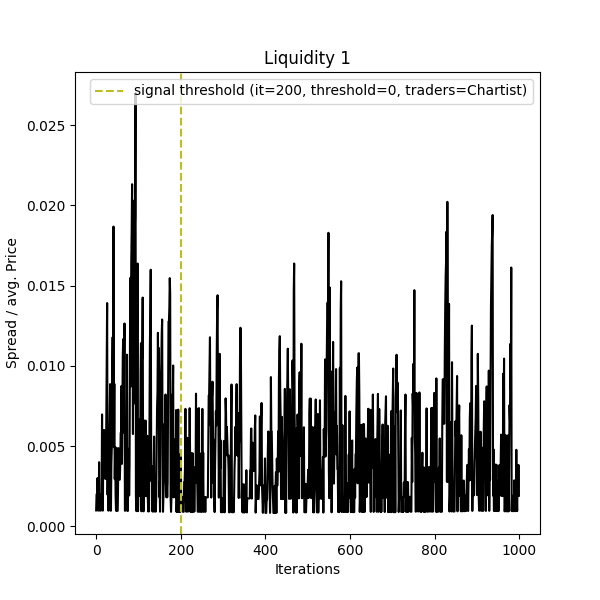 Liquidity 1
signal threshold (it=200, threshold=0, traders=Chartist)
0.025
0.020
0.015
0.010
0.005
0.000
Spread / avg. Price
0 200 400 600 800 1000
Iterations